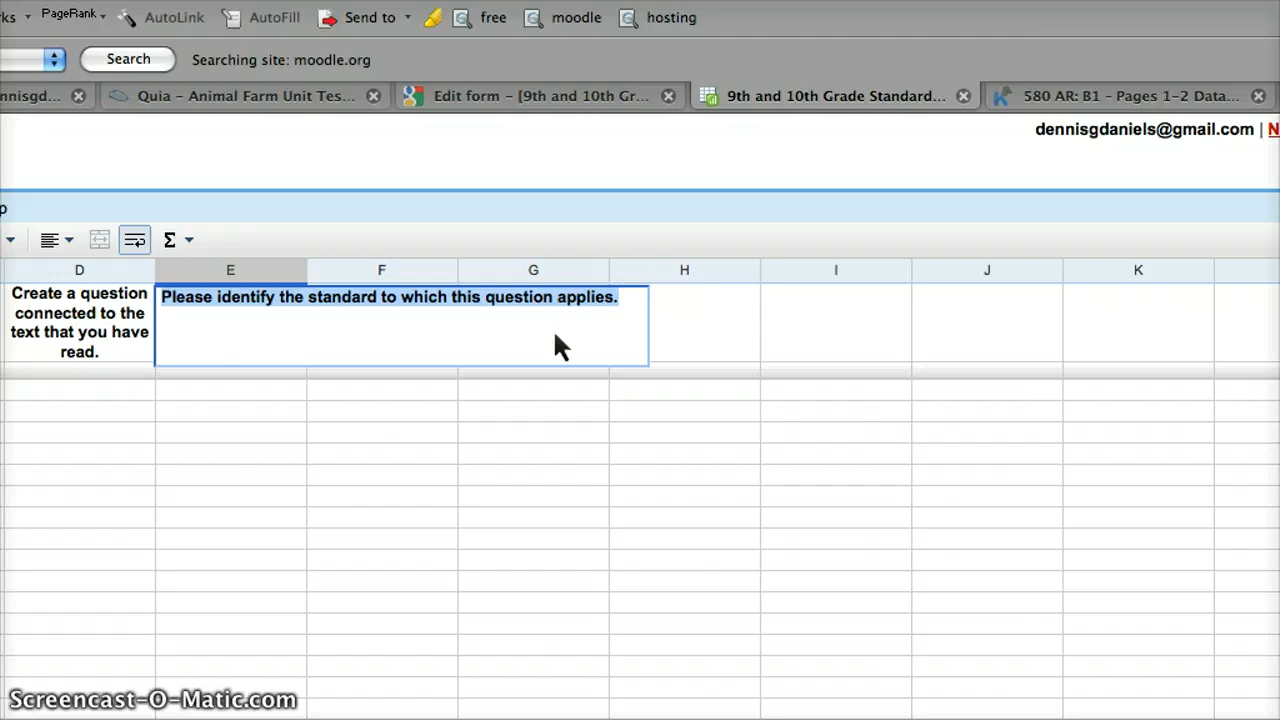 ks PageRank AutoLink AutoFill Send to free moodle hosting
Search Searching site: moodle.org
nnisgd... Quia - Animal Farm Unit Tes... Edit form - [9th and 10th Gr... 9th and 10th Grade Standard... 580 AR: B1 - Pages 1-2 Data...
dennisgdaniels@gmail.com | N
p
Σ
D E F G H I J K
Create a question
connected to the
text that you have
read.
Please identify the standard to which this question applies.
Screencast-O-Matic.com